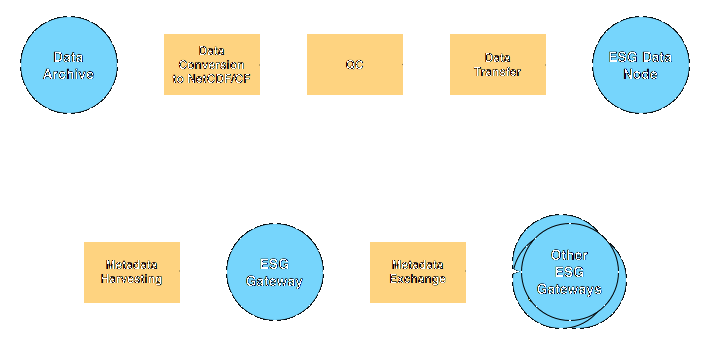 Data
Archive
Data
Conversion
to NetCDF/CF
QC
Data
Transfer
ESG Data
Node
Metadata
Harvesting
ESG
Gateway
Metadata
Exchange
Other
ESG
Gateways